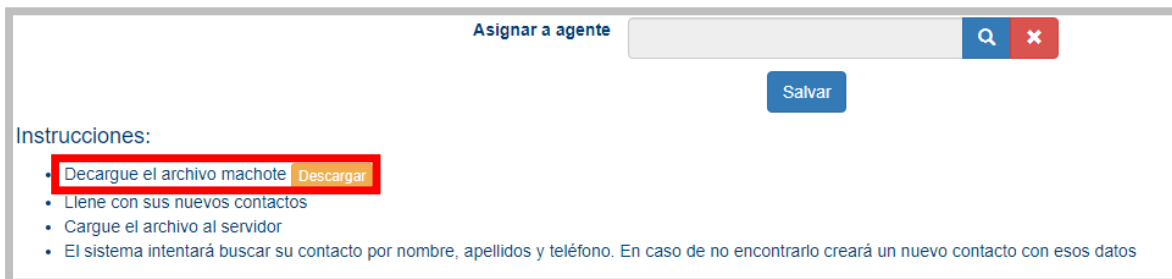 Asignar a agente
Salvar
Instrucciones:
Decargue el archivo machote Descargar
Llene con sus nuevos contactos
Cargue el archivo al servidor
El sistema intentará buscar su contacto por nombre, apellidos y teléfono. En caso de no encontrarlo creará un nuevo contacto con esos datos